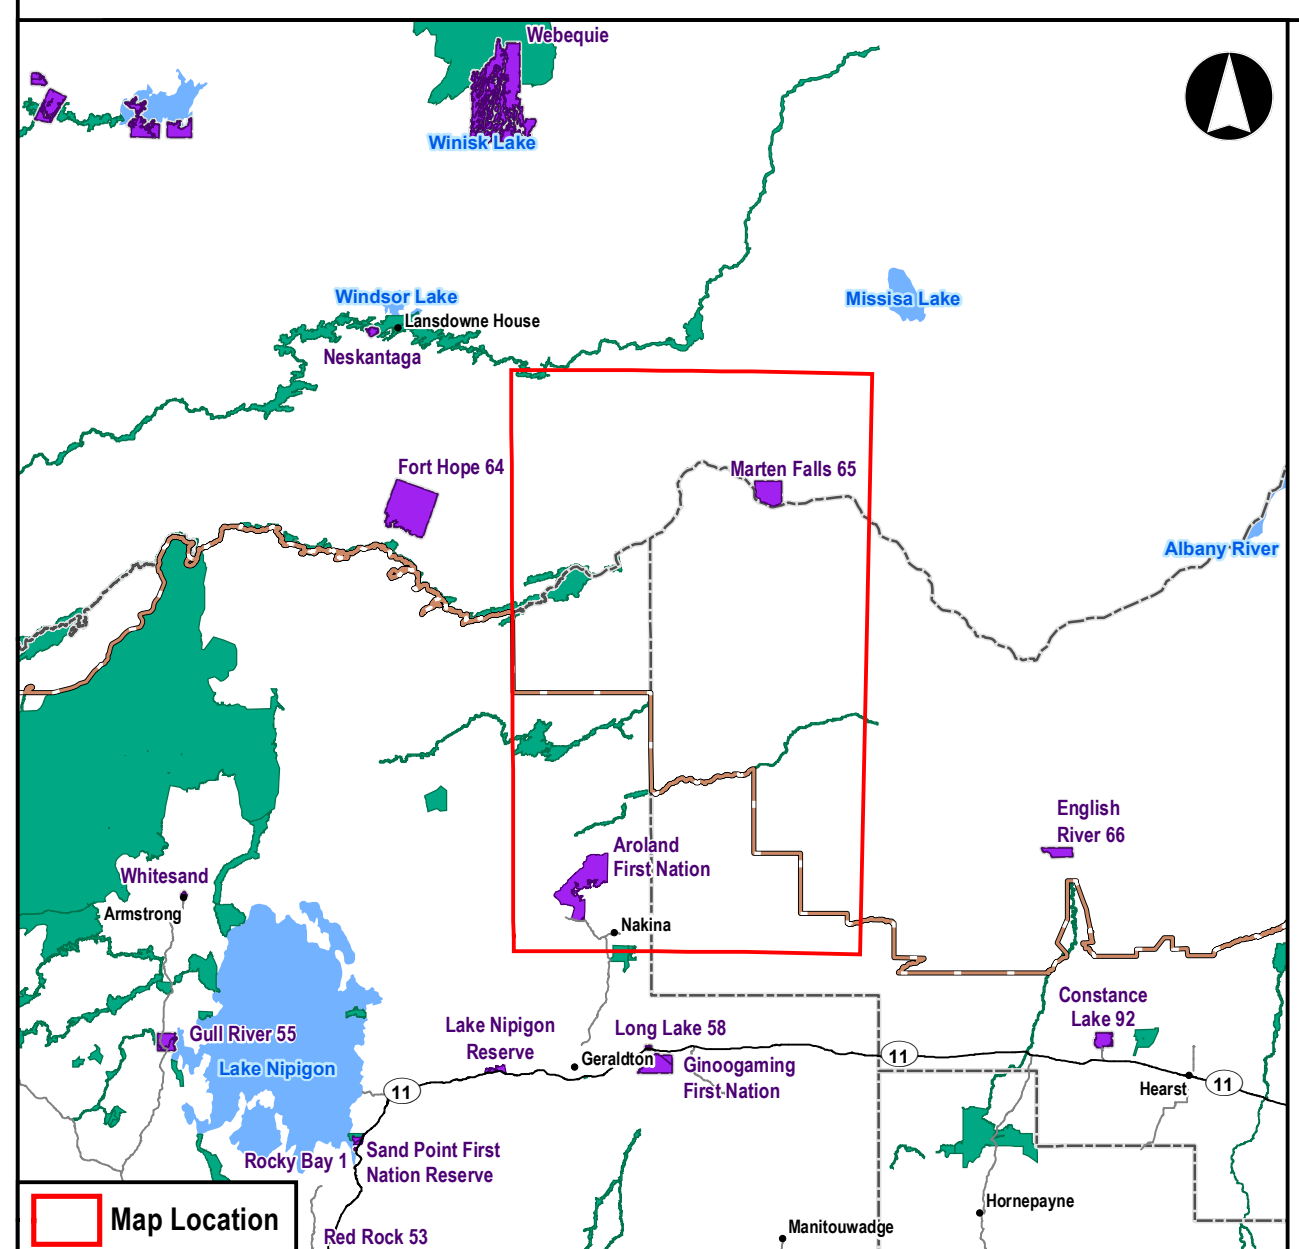 Webequie
Winisk Lake
Windsor Lake
Lansdowne House
Neskantaga
Missisa Lake
Fort Hope 64
Marten Falls 65
Albany River
English
River 66
Aroland
First Nation
Whitesand
Armstrong
Nakina
Constance
Lake 92
Gull River 55
Lake Nipigon
Reserve
Long Lake 58
Lake Nipigon
Geraldton
Ginoogaming
First Nation
11
11
11
Hearst
Rocky Bay 1
Sand Point First
Nation Reserve
Hornepayne
Manitouwadge
Red Rock 53
Map Location